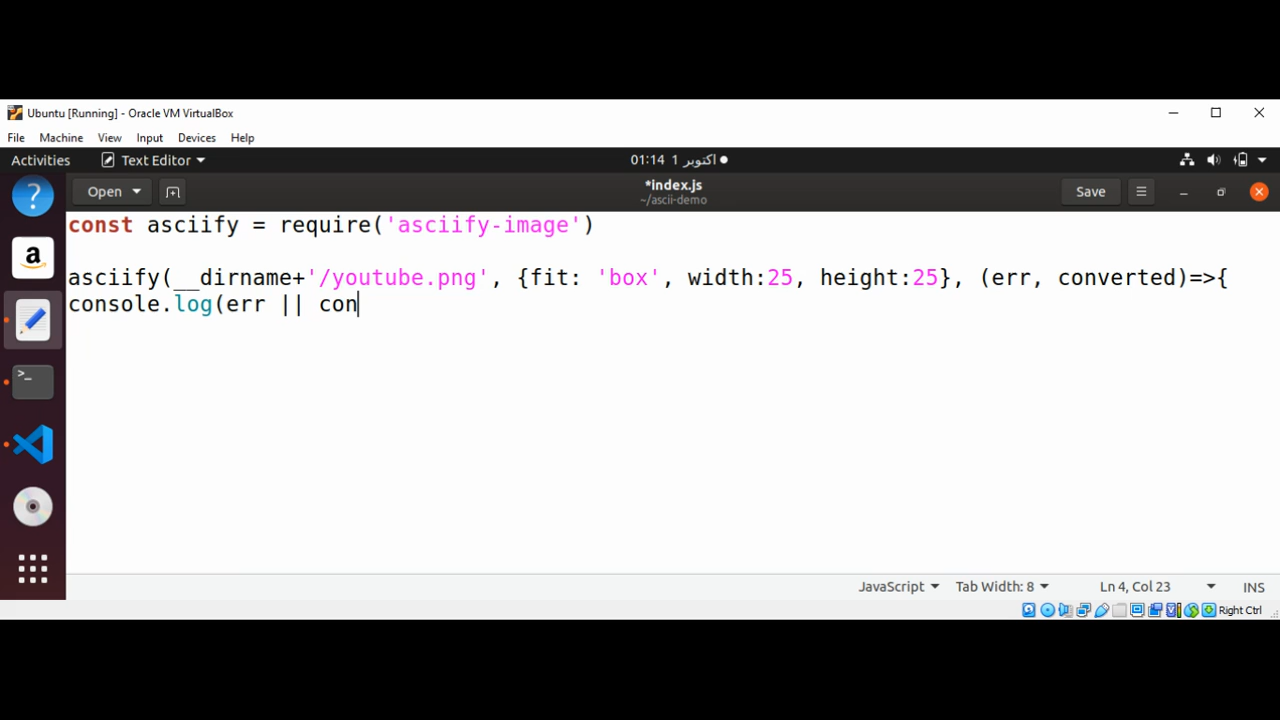 Ubuntu [Running] - Oracle VM VirtualBox
File Machine View Input Devices Help
Activities Text Editor 01:14 1 اكتوبر
Open *index.js Save
~/ascii-demo
const asciify = require('asciify-image')
asciify(__dirname+'/youtube.png', {fit: 'box', width:25, height:25}, (err, converted)=>{
console.log(err || con
JavaScript Tab Width: 8 Ln 4, Col 23 INS
Right Ctrl